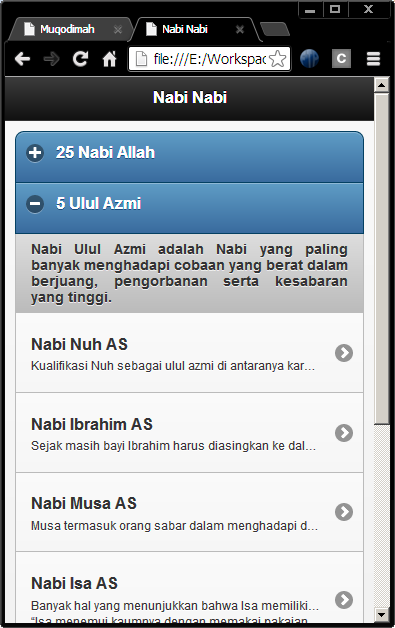 Muqodimah
Nabi Nabi
file:///E:/Workspac
C
Nabi Nabi
25 Nabi Allah
5 Ulul Azmi
Nabi Ulul Azmi adalah Nabi yang paling
banyak menghadapi cobaan yang berat dalam
berjuang, pengorbanan serta kesabaran
yang tinggi.
Nabi Nuh AS
Kualifikasi Nuh sebagai ulul azmi di antaranya kar...
Nabi Ibrahim AS
Sejak masih bayi Ibrahim harus diasingkan ke dal...
Nabi Musa AS
Musa termasuk orang sabar dalam menghadapi d...
Nabi Isa AS
Banyak hal yang menunjukkan bahwa Isa memiliki...
“Isa menemui kaumnya dengan memakai pakaian